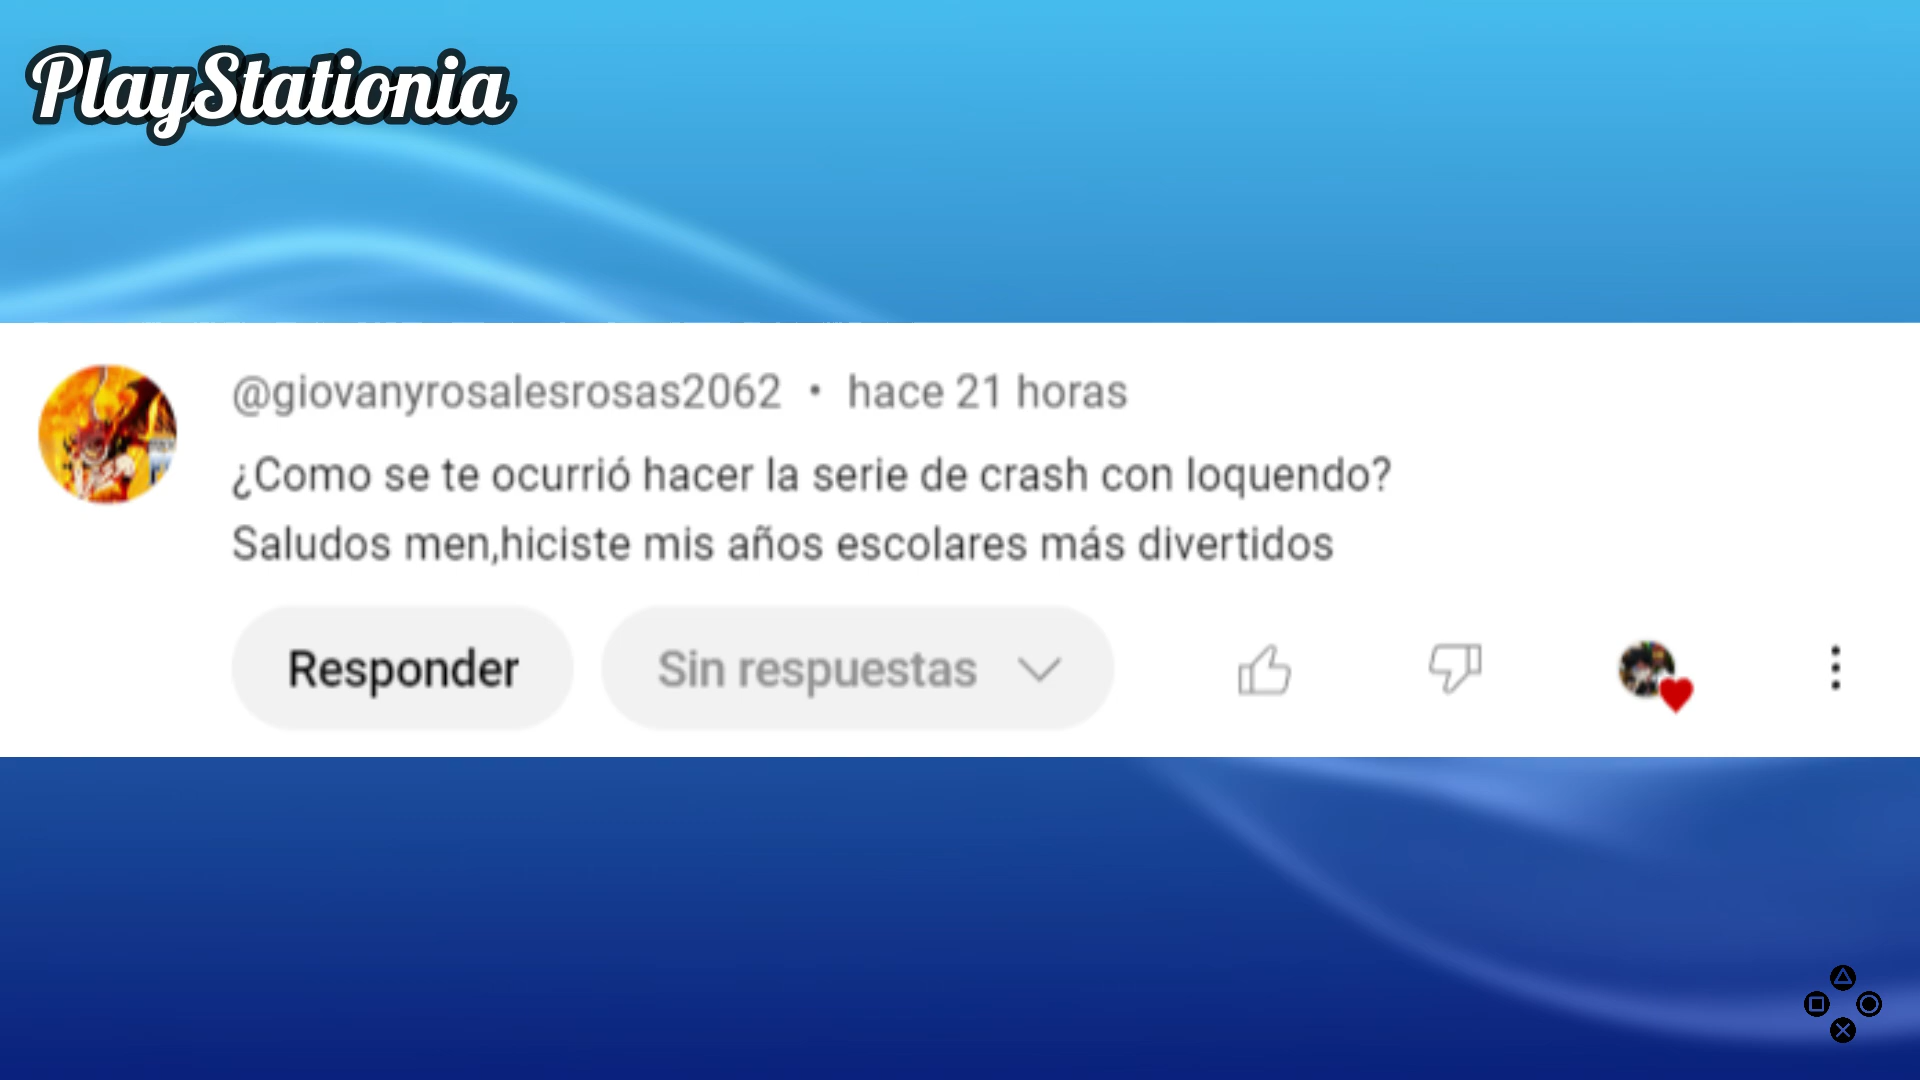 PlayStationia
@giovanyrosalesrosas2062 • hace 21 horas
¿Como se te ocurrió hacer la serie de crash con loquendo?
Saludos men,hiciste mis años escolares más divertidos
Responder
Sin respuestas